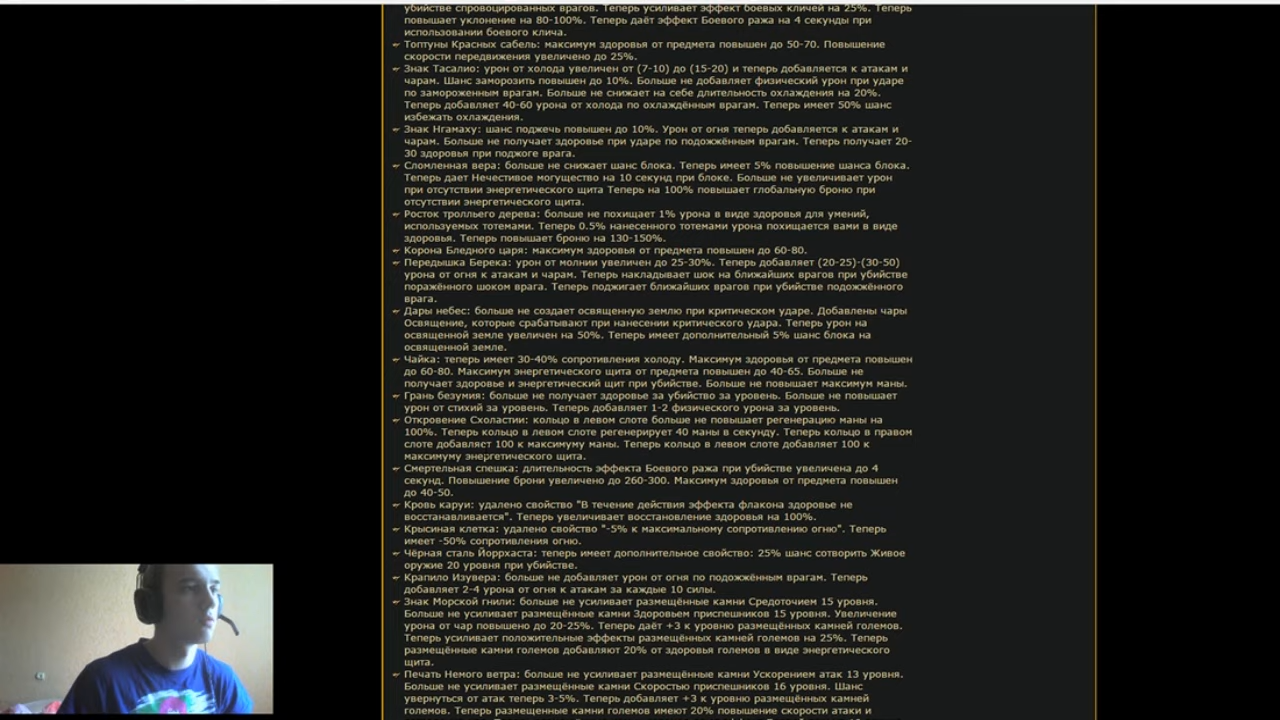 убийстве спровоцированных врагов. Теперь усиливает эффект боевых кличей на 25%. Теперь
повышает уклонение на 80-100%. Теперь даёт эффект Боевого ража на 4 секунды при
использовании боевого клича.
Топтуны Красных сабель: максимум здоровья от предмета повышен до 50-70. Повышение
скорости передвижения увеличено до 25%.
Знак Тасалио: урон от холода увеличен от (7-10) до (15-20) и теперь добавляется к атакам и
чарам. Шанс заморозить повышен до 10%. Больше не добавляет физический урон при ударе
по замороженным врагам. Больше не снижает на себе длительность охлаждения на 20%.
Теперь добавляет 40-60 урона от холода по охлаждённым врагам. Теперь имеет 50% шанс
избежать охлаждения.
Знак Нгамаху: шанс поджечь повышен до 10%. Урон от огня теперь добавляется к атакам и
чарам. Больше не получает здоровье при ударе по подожжённым врагам. Теперь получает 20-
30 здоровья при поджоге врага.
Сломленная вера: больше не снижает шанс блока. Теперь имеет 5% повышение шанса блока.
Теперь дает Нечестивое могущество на 10 секунд при блоке. Больше не увеличивает урон
при отсутствии энергетического щита Теперь на 100% повышает глобальную броню при
отсутствии энергетического щита.
Росток тролльего дерева: больше не похищает 1% урона в виде здоровья для умений,
используемых тотемами. Теперь 0.5% нанесенного тотемами урона похищается вами в виде
здоровья. Теперь повышает броню на 130-150%.
Корона Бледного царя: максимум здоровья от предмета повышен до 60-80.
Передышка Берека: урон от молнии увеличен до 25-30%. Теперь добавляет (20-25)-(30-50)
урона от огня к атакам и чарам. Теперь накладывает шок на ближайших врагов при убийстве
поражённого шоком врага. Теперь поджигает ближайших врагов при убийстве подожжённого
врага.
Дары небес: больше не создает освященную землю при критическом ударе. Добавлены чары
Освящение, которые срабатывают при нанесении критического удара. Теперь урон на
освященной земле увеличен на 50%. Теперь имеет дополнительный 5% шанс блока на
освященной земле.
Чайка: теперь имеет 30-40% сопротивления холоду. Максимум здоровья от предмета повышен
до 60-80. Максимум энергетического щита от предмета повышен до 40-65. Больше не
получает здоровье и энергетический щит при убийстве. Больше не повышает максимум маны.
Грань безумия: больше не получает здоровье за убийство за уровень. Больше не повышает
урон от стихий за уровень. Теперь добавляет 1-2 физического урона за уровень.
Откровение Схоластии: кольцо в левом слоте больше не повышает регенерацию маны на
100%. Теперь кольцо в левом слоте регенерирует 40 маны в секунду. Теперь кольцо в правом
слоте добавляет 100 к максимуму маны. Теперь кольцо в левом слоте добавляет 100 к
максимуму энергетического щита.
Смертельная спешка: длительность эффекта Боевого ража при убийстве увеличена до 4
секунд. Повышение брони увеличено до 260-300. Максимум здоровья от предмета повышен
до 40-50.
Кровь каруи: удалено свойство "В течение действия эффекта флакона здоровье не
восстанавливается". Теперь увеличивает восстановление здоровья на 100%.
Крысиная клетка: удалено свойство "-5% к максимальному сопротивлению огню". Теперь
имеет -50% сопротивления огню.
Чёрная сталь Йоррхаста: теперь имеет дополнительное свойство: 25% шанс сотворить Живое
оружие 20 уровня при убийстве.
Крапило Изувера: больше не добавляет урон от огня по подожжённым врагам. Теперь
добавляет 2-4 урона от огня к атакам за каждые 10 силы.
Знак Морской гнили: больше не усиливает размещённые камни Средоточием 15 уровня.
Больше не усиливает размещённые камни Здоровьем приспешников 15 уровня. Увеличение
урона от чар повышено до 20-25%. Теперь даёт +3 к уровню размещённых камней големов.
Теперь усиливает положительные эффекты размещённых камней големов на 25%. Теперь
размещённые камни големов добавляют 20% от здоровья големов в виде энергетического
щита.
Печать Немого ветра: больше не усиливает размещённые камни Ускорением атак 13 уровня.
Больше не усиливает размещённые камни Скоростью приспешников 16 уровня. Шанс
увернуться от атак теперь 3-5%. Теперь добавляет +3 к уровню размещённых камней
големов. Теперь размещенные камни големов имеют 20% повышение скорости атаки и